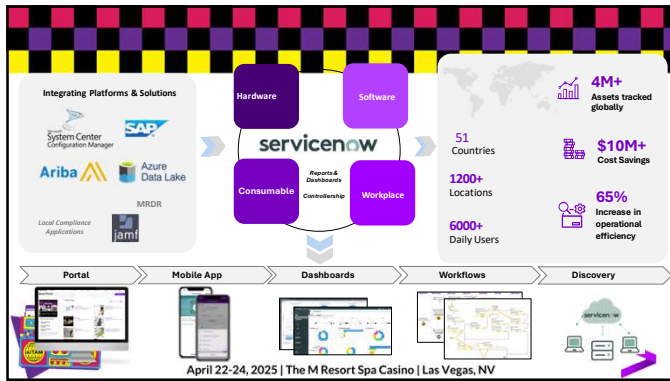 Integrating Platforms & Solutions
Microsoft
System Center
Configuration Manager
SAP
Ariba
Azure
Data Lake
MRDR
Local Compliance
Applications
jamf
Hardware
Software
servicenow
Consumable
Reports &
Dashboards
Controllership
Workplace
51
Countries
1200+
Locations
6000+
Daily Users
4M+
Assets tracked
globally
$10M+
Cost Savings
65%
Increase in
operational
efficiency
Portal
Mobile App
Dashboards
Workflows
Discovery
IAITAM
servicenow
April 22-24, 2025 | The M Resort Spa Casino | Las Vegas, NV